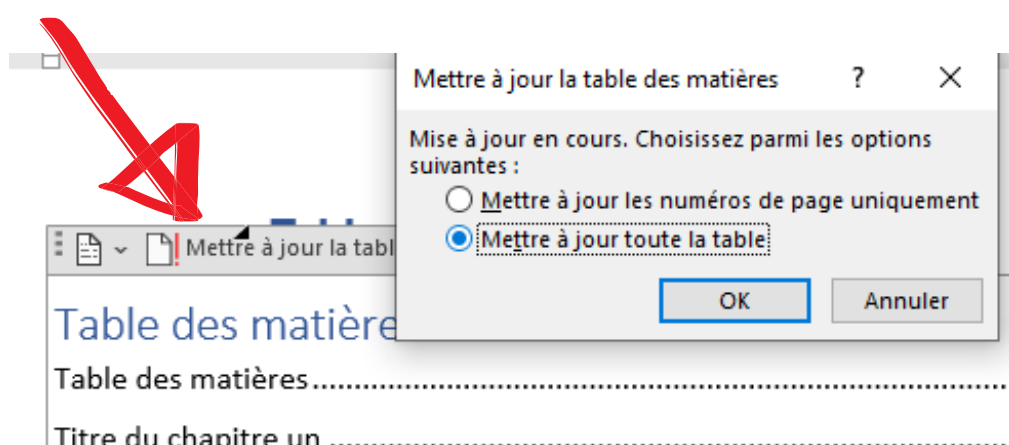 Mettre à jour la table des matières ? X
Mise à jour en cours. Choisissez parmi les options
suivantes :
Mettre à jour les numéros de page uniquement
Mettre à jour toute la table
OK Annuler
Mettre à jour la tabl
Table des matière
Table des matières
Titre du chapitre un